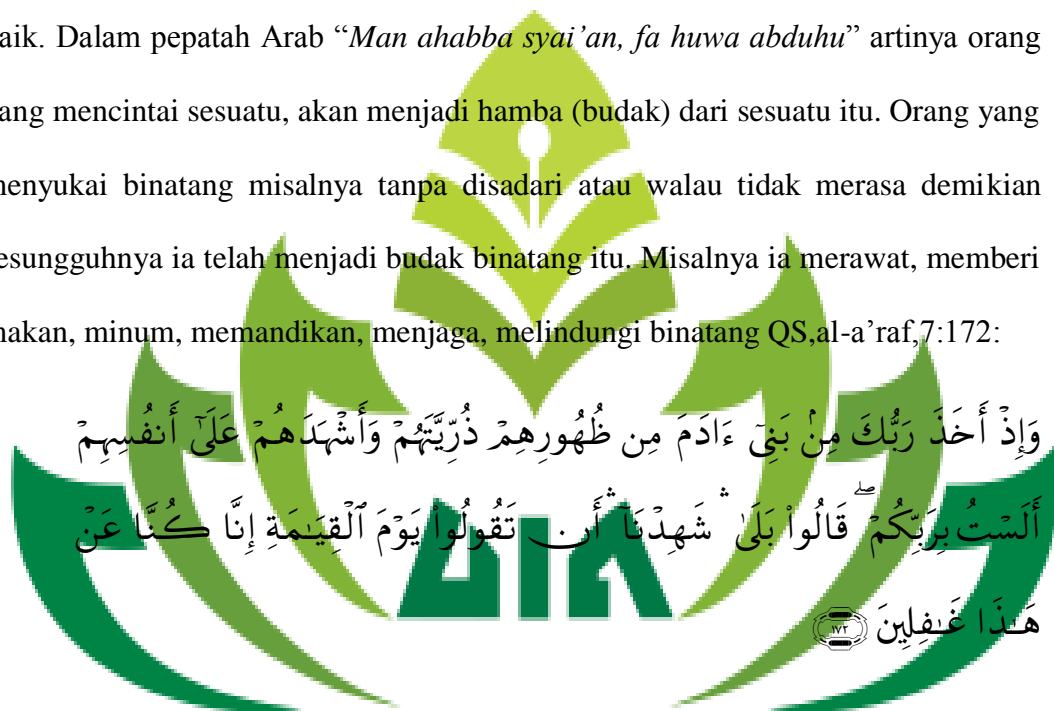 aik. Dalam pepatah Arab “Man ahabba syai’an, fa huwa abduhu” artinya orang
ang mencintai sesuatu, akan menjadi hamba (budak) dari sesuatu itu. Orang yang
nenyukai binatang misalnya tanpa disadari atau walau tidak merasa demikian
esungguhnya ia telah menjadi budak binatang itu. Misalnya ia merawat, memberi
nakan, minum, memandikan, menjaga, melindungi binatang QS,al-a’raf,7:172:
وَإِذْ أَخَذَ رَبُّكَ مِنۢ بَنِىٓ ءَادَمَ مِن ظُهُورِهِمْ ذُرِّيَّتَهُمْ وَأَشْهَدَهُمْ عَلَىٰٓ أَنفُسِهِمْ
أَلَسْتُ بِرَبِّكُمْ ۖ قَالُوا۟ بَلَىٰ ۛ شَهِدْنَآ ۛ أَن تَقُولُوا۟ يَوْمَ ٱلْقِيَـٰمَةِ إِنَّا كُنَّا عَنْ
هَـٰذَا غَـٰفِلِينَ ﴿١٧٢﴾